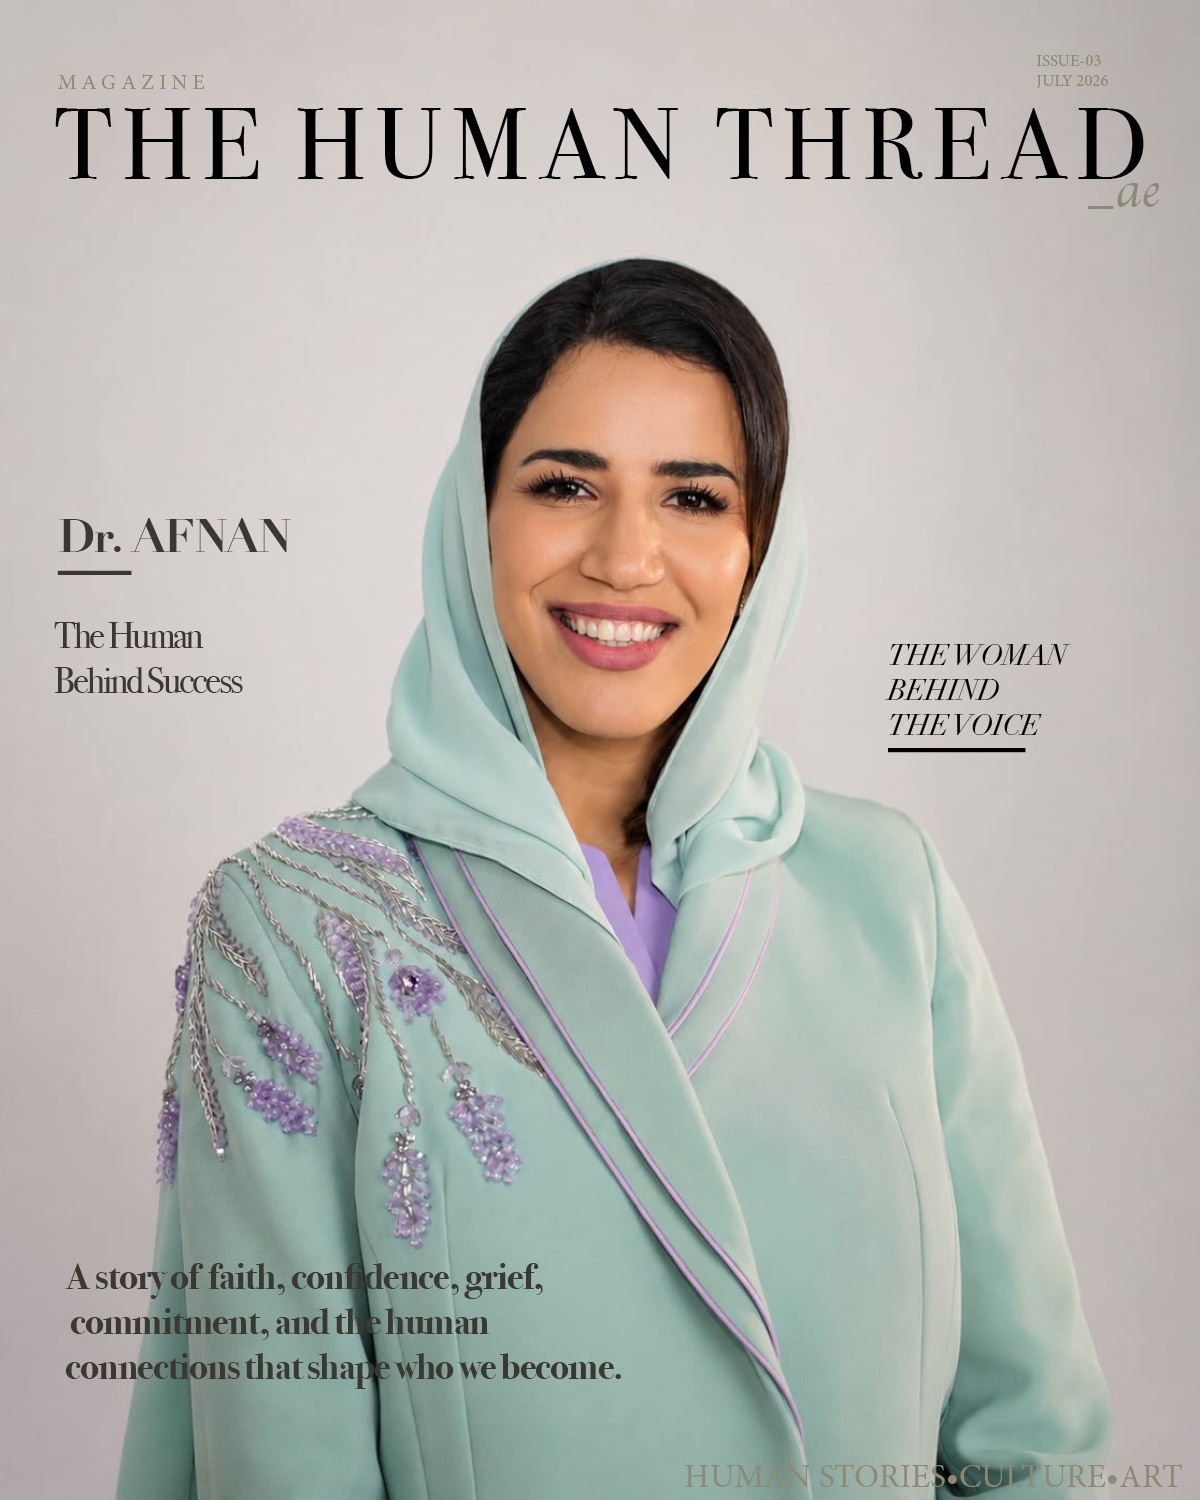 MAGAZINE
ISSUE-03
JULY 2026
THE HUMAN THREAD
_ae
Dr. AFNAN
The Human
Behind Success
THE WOMAN
BEHIND
THE VOICE
A story of faith, confidence, grief,
commitment, and the human
connections that shape who we become.
HUMAN STORIES•CULTURE•ART